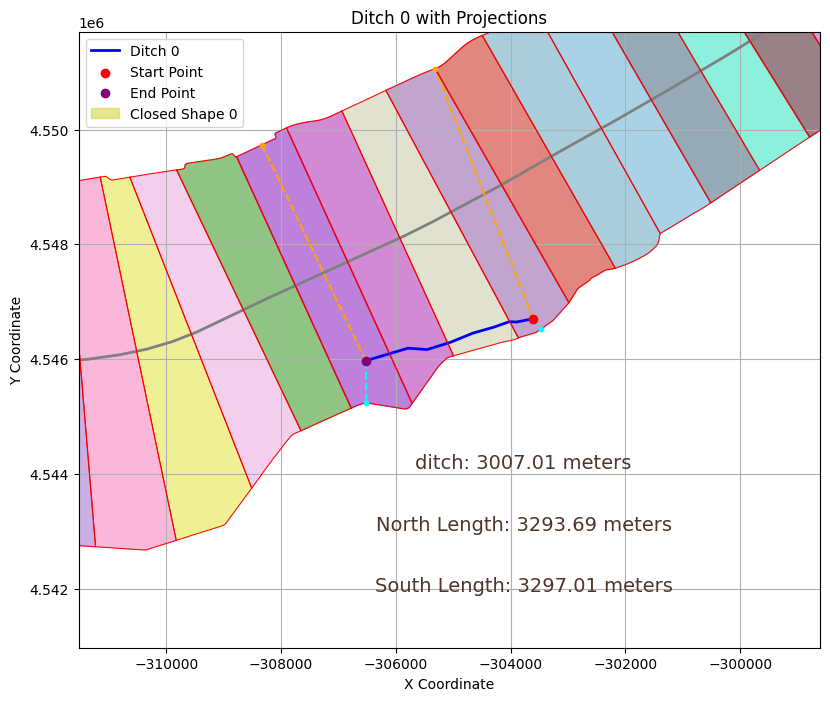 Ditch 0 with Projections
1e6
Ditch 0
Start Point
End Point
Closed Shape 0
4.550
4.548
4.546
4.544
4.542
Y Coordinate
ditch: 3007.01 meters
North Length: 3293.69 meters
South Length: 3297.01 meters
−310000
−308000
−306000
−304000
−302000
−300000
X Coordinate